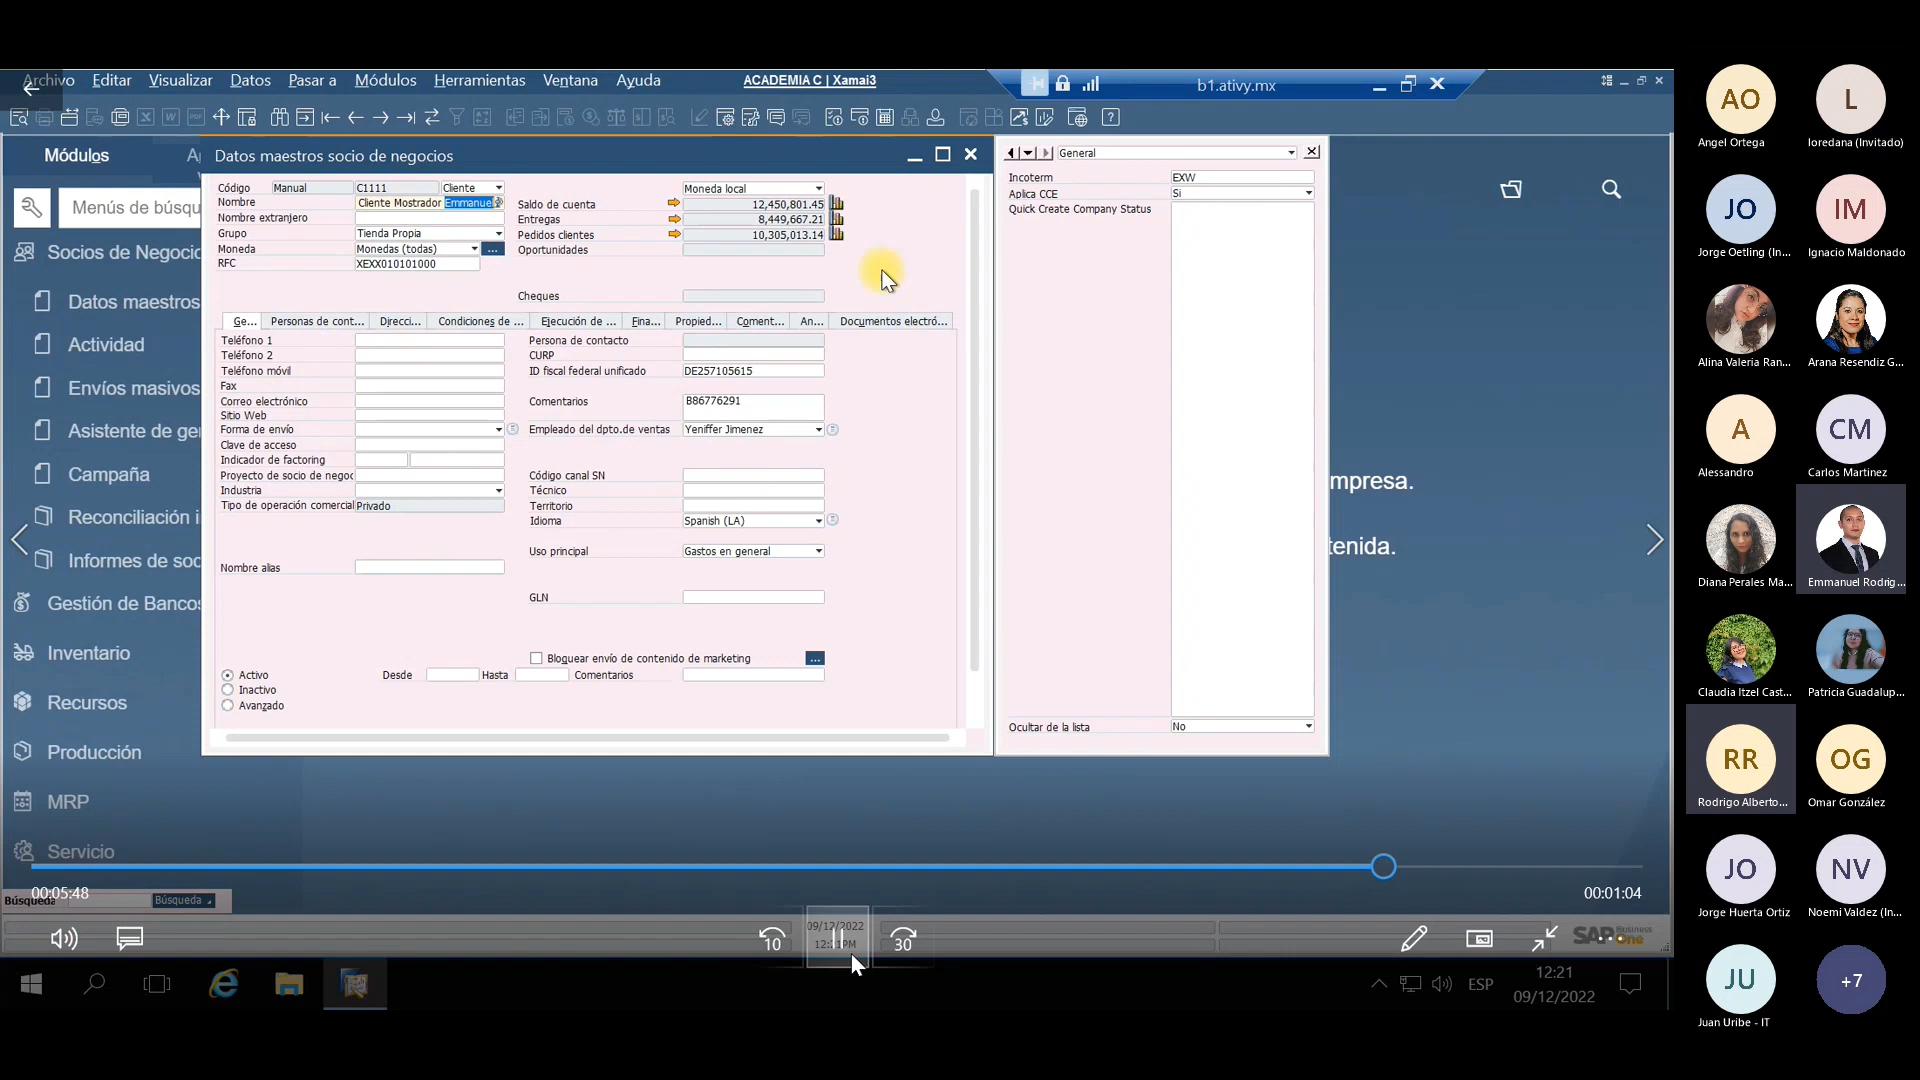 Archivo Editar Visualizar Datos Pasar a Módulos Herramientas Ventana Ayuda
ACADEMIA C | Xamai3
b1.ativy.mx
Módulos
Menús de búsqu
Socios de Negocio
Datos maestros
Actividad
Envíos masivos
Asistente de ge
Campaña
Reconciliación i
Informes de soc
Gestión de Bancos
Inventario
Recursos
Producción
MRP
Servicio
Datos maestros socio de negocios
Código Manual C1111 Cliente
Nombre Cliente Mostrador Emmanue
Nombre extranjero
Grupo Tienda Propia
Moneda Monedas (todas) ...
RFC XEXX010101000
Moneda local
Saldo de cuenta 12,450,801.45
Entregas 8,449,667.21
Pedidos clientes 10,305,013.14
Oportunidades
Cheques
Ge... Personas de cont... Direcci... Condiciones de ... Ejecución de ... Fina... Propied... Coment... An... Documentos electró...
Teléfono 1
Teléfono 2
Teléfono móvil
Fax
Correo electrónico
Sitio Web
Forma de envío
Clave de acceso
Indicador de factoring
Proyecto de socio de negoc
Industria
Tipo de operación comercial Privado
Nombre alias
Persona de contacto
CURP
ID fiscal federal unificado DE257105615
Comentarios B86776291
Empleado del dpto.de ventas Yeniffer Jimenez
Código canal SN
Técnico
Territorio
Idioma Spanish (LA)
Uso principal Gastos en general
GLN
Bloquear envío de contenido de marketing ...
Activo Desde Hasta Comentarios
Inactivo
Avanzado
General
Incoterm EXW
Aplica CCE Si
Quick Create Company Status
Ocultar de la lista No
mpresa.
tenida.
00:05:48
00:01:04
Búsqueda Búsqueda
10
30
09/12/2022
SAP Business One
ESP
12:21
09/12/2022
AO
Angel Ortega
L
loredana (Invitado)
JO
Jorge Oetling (In...
IM
Ignacio Maldonado
Alina Valeria Ran...
Arana Resendiz G...
A
Alessandro
CM
Carlos Martinez
Diana Perales Ma...
Emmanuel Rodrig...
Claudia Itzel Cast...
Patricia Guadalup...
RR
Rodrigo Alberto...
OG
Omar González
JO
Jorge Huerta Ortiz
NV
Noemí Valdez (In...
JU
Juan Uribe - IT
+7